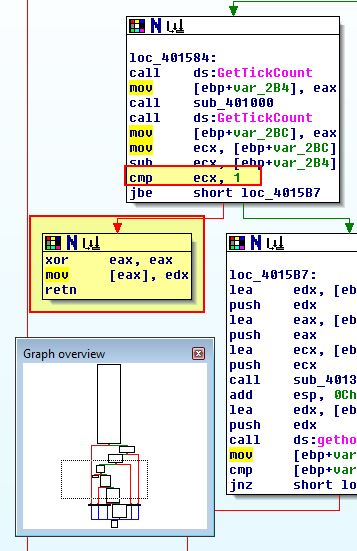 loc_401584:
call ds:GetTickCount
mov [ebp+var_2B4], eax
call sub_401000
call ds:GetTickCount
mov [ebp+var_2BC], eax
mov ecx, [ebp+var_2BC]
sub ecx, [ebp+var_2B4]
cmp ecx, 1
jbe short loc_4015B7
xor eax, eax
mov [eax], edx
retn
loc_4015B7:
lea edx, [eb
push edx
lea eax, [eb
push eax
lea ecx, [eb
push ecx
call sub_4013
add esp, 0Ch
lea edx, [eb
push edx
call ds:getho
mov [ebp+var
cmp [ebp+var
jnz short lo
Graph overview